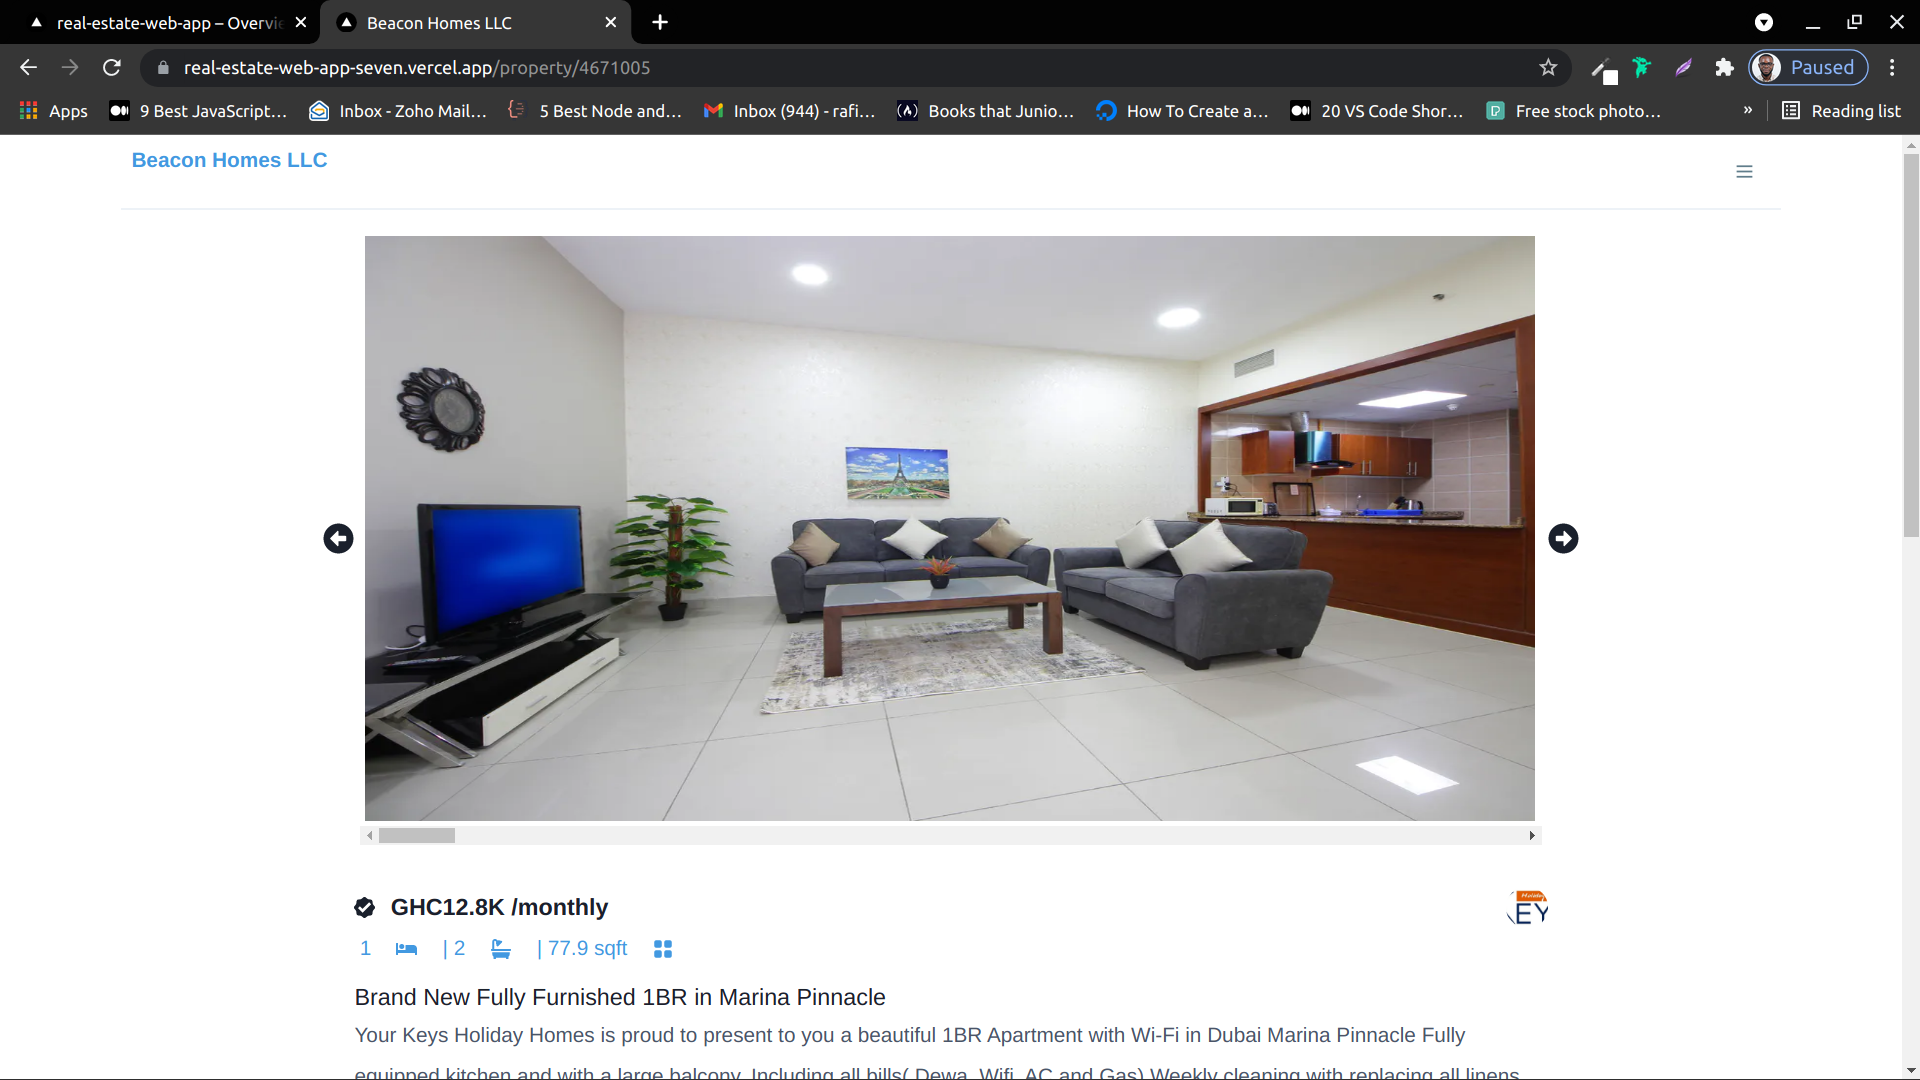 real-estate-web-app – Overvi
Beacon Homes LLC
real-estate-web-app-seven.vercel.app/property/4671005
Paused
Apps
9 Best JavaScript...
Inbox - Zoho Mail...
5 Best Node and...
Inbox (944) - rafi...
Books that Junio...
How To Create a...
20 VS Code Shor...
Free stock photo...
»
Reading list
Beacon Homes LLC
GHC12.8K /monthly
EY
1 | 2 | 77.9 sqft
Brand New Fully Furnished 1BR in Marina Pinnacle
Your Keys Holiday Homes is proud to present to you a beautiful 1BR Apartment with Wi-Fi in Dubai Marina Pinnacle Fully
equipped kitchen and with a large balcony. Including all bills( Dewa, Wifi, AC and Gas) Weekly cleaning with replacing all linens